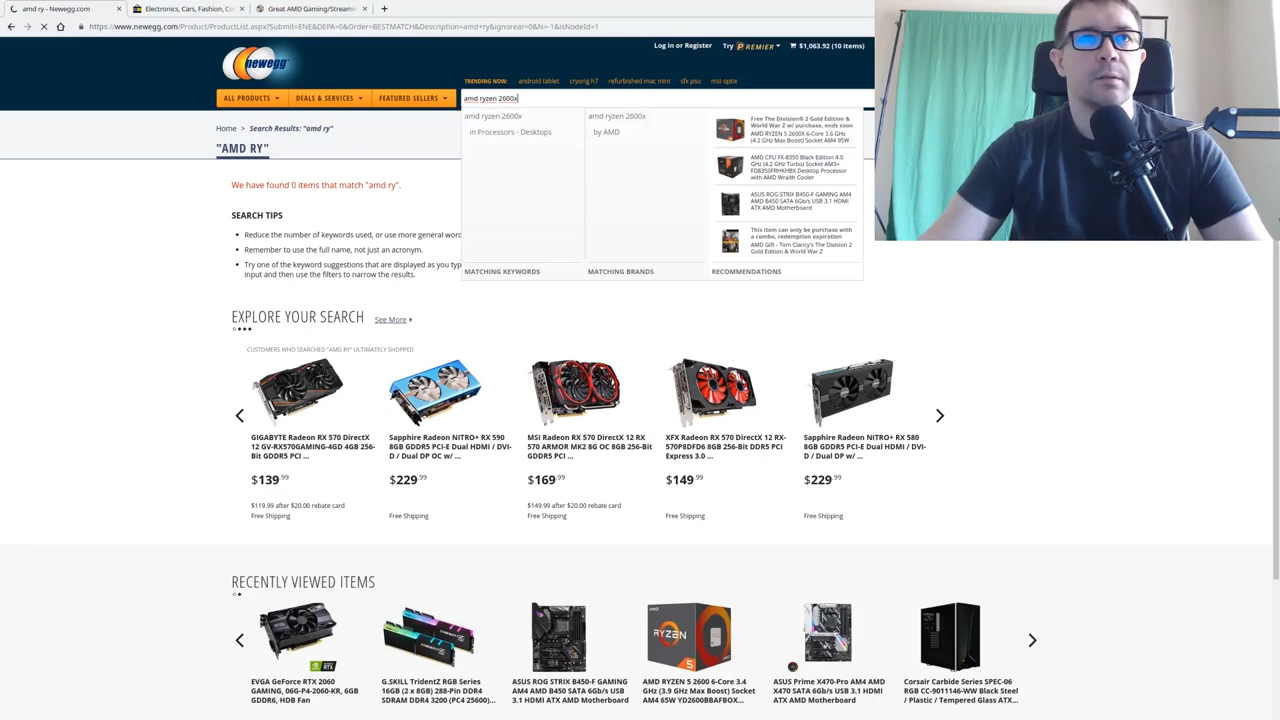 amd ry - Newegg.com
Electronics, Cars, Fashion, Co
Great AMD Gaming/Streamin
https://www.newegg.com/Product/ProductList.aspx?Submit=ENE&DEPA=0&Order=BESTMATCH&Description=amd+ry&ignorear=0&N=-1&isNodeId=1
newegg
Log in or Register
Try PREMIER
$1,063.92 (10 Items)
TRENDING NOW: android tablet cryorig h7 refurbished mac mini sfx psu msi optix
ALL PRODUCTS
DEALS & SERVICES
FEATURED SELLERS
amd ryzen 2600x
amd ryzen 2600x
in Processors - Desktops
amd ryzen 2600x
by AMD
Free The Division® 2 Gold Edition &
World War Z w/ purchase, ends soon
AMD RYZEN 5 2600X 6-Core 3.6 GHz
(4.2 GHz Max Boost) Socket AM4 95W
AMD CPU FX-8350 Black Edition 4.0
GHz (4.2 GHz Turbo) Socket AM3+
FD8350FRHKHBX Desktop Processor
with AMD Wraith Cooler
ASUS ROG STRIX B450-F GAMING AM4
AMD B450 SATA 6Gb/s USB 3.1 HDMI
ATX AMD Motherboard
This item can only be purchase with
a combo, redemption expiration
AMD Gift - Tom Clancy's The Division 2
Gold Edition & World War Z
MATCHING KEYWORDS
MATCHING BRANDS
RECOMMENDATIONS
Home › Search Results: "amd ry"
"AMD RY"
We have found 0 items that match "amd ry".
SEARCH TIPS
Reduce the number of keywords used, or use more general wor
Remember to use the full name, not just an acronym.
Try one of the keyword suggestions that are displayed as you typ
input and then use the filters to narrow the results.
EXPLORE YOUR SEARCH
See More
CUSTOMERS WHO SEARCHED "AMD RY" ULTIMATELY SHOPPED
GIGABYTE Radeon RX 570 DirectX
12 GV-RX570GAMING-4GD 4GB 256-
Bit GDDR5 PCI ...
$139.99
$119.99 after $20.00 rebate card
Free Shipping
Sapphire Radeon NITRO+ RX 590
8GB GDDR5 PCI-E Dual HDMI / DVI-
D / Dual DP OC w/ ...
$229.99
Free Shipping
MSI Radeon RX 570 DirectX 12 RX
570 ARMOR MK2 8G OC 8GB 256-Bit
GDDR5 PCI ...
$169.99
$149.99 after $20.00 rebate card
Free Shipping
XFX Radeon RX 570 DirectX 12 RX-
570P8DFD6 8GB 256-Bit DDR5 PCI
Express 3.0 ...
$149.99
Free Shipping
Sapphire Radeon NITRO+ RX 580
8GB GDDR5 PCI-E Dual HDMI / DVI-
D / Dual DP w/ ...
$229.99
Free Shipping
RECENTLY VIEWED ITEMS
RTX
AMD
RYZEN
5
EVGA GeForce RTX 2060
GAMING, 06G-P4-2060-KR, 6GB
GDDR6, HDB Fan
G.SKILL TridentZ RGB Series
16GB (2 x 8GB) 288-Pin DDR4
SDRAM DDR4 3200 (PC4 25600)...
ASUS ROG STRIX B450-F GAMING
AM4 AMD B450 SATA 6Gb/s USB
3.1 HDMI ATX AMD Motherboard
AMD RYZEN 5 2600 6-Core 3.4
GHz (3.9 GHz Max Boost) Socket
AM4 65W YD2600BBAFBOX...
ASUS Prime X470-Pro AM4 AMD
X470 SATA 6Gb/s USB 3.1 HDMI
ATX AMD Motherboard
Corsair Carbide Series SPEC-06
RGB CC-9011146-WW Black Steel
/ Plastic / Tempered Glass ATX...